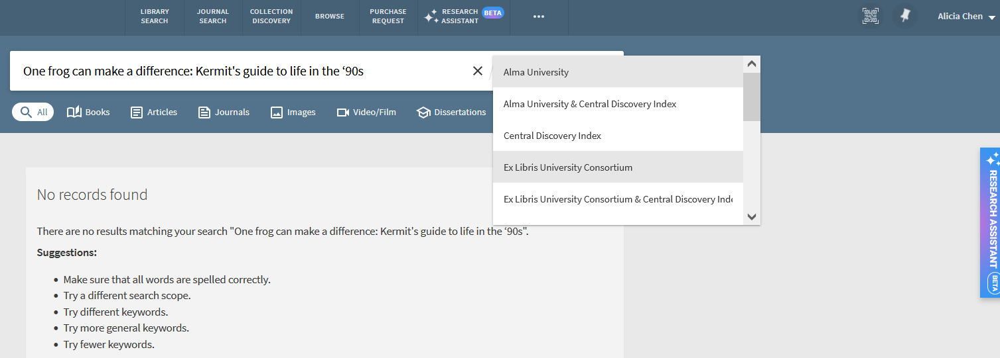 LIBRARY
SEARCH
JOURNAL
SEARCH
COLLECTION
DISCOVERY
BROWSE
PURCHASE
REQUEST
RESEARCH
ASSISTANT
BETA
Alicia Chen
One frog can make a difference: Kermit's guide to life in the ‘90s
Alma University
Alma University & Central Discovery Index
Central Discovery Index
Ex Libris University Consortium
Ex Libris University Consortium & Central Discovery Inde
All
Books
Articles
Journals
Images
Video/Film
Dissertations
No records found
There are no results matching your search "One frog can make a difference: Kermit's guide to life in the ‘90s".
Suggestions:
Make sure that all words are spelled correctly.
Try a different search scope.
Try different keywords.
Try more general keywords.
Try fewer keywords.
RESEARCH ASSISTANT
BETA